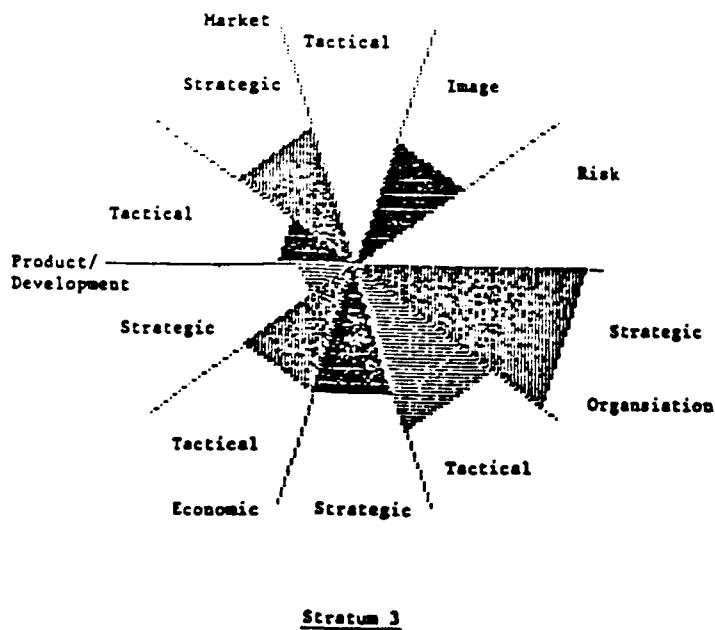 Market
Tactical
Strategic
Image
Risk
Tactical
Product/
Development
Strategic
Strategic
Organsiation
Tactical
Tactical
Economic
Strategic
Stratum 3